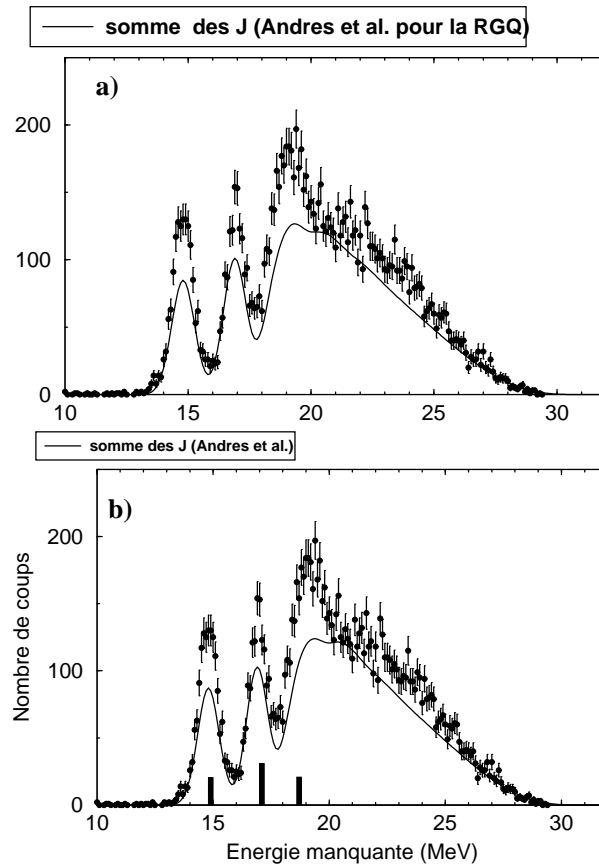 somme des J (Andres et al. pour la RGQ)
a)
200
100
0
10 15 20 25 30
somme des J (Andres et al.)
b)
Nombre de coups
200
100
0
10 15 20 25 30
Energie manquante (MeV)